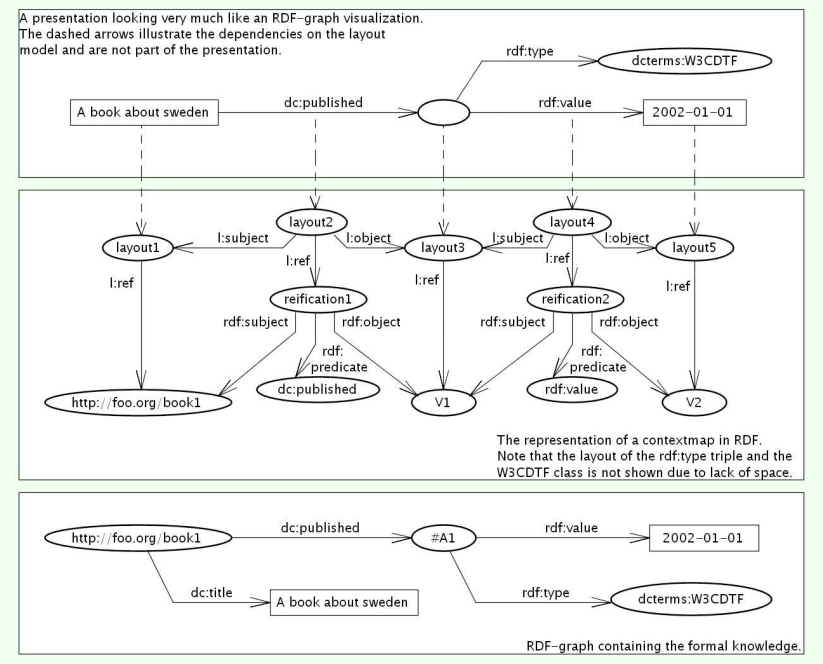 A presentation looking very much like an RDF-graph visualization.
The dashed arrows illustrate the dependencies on the layout
model and are not part of the presentation.
rdf:type
dcterms:W3CDTF
A book about sweden
dc:published
rdf:value
2002-01-01
layout1
l:subject
layout2
l:object
layout3
l:subject
layout4
l:object
layout5
l:ref
l:ref
l:ref
l:ref
l:ref
reification1
reification2
rdf:subject
rdf:object
rdf:subject
rdf:object
rdf:
predicate
rdf:
predicate
http://foo.org/book1
dc:published
V1
rdf:value
V2
The representation of a contextmap in RDF.
Note that the layout of the rdf:type triple and the
W3CDTF class is not shown due to lack of space.
http://foo.org/book1
dc:published
#A1
rdf:value
2002-01-01
dc:title
A book about sweden
rdf:type
dcterms:W3CDTF
RDF-graph containing the formal knowledge.